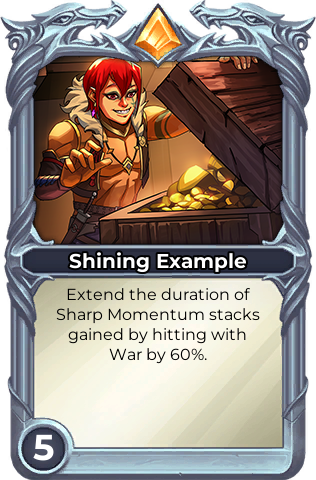 Shining Example
Extend the duration of
Sharp Momentum stacks
gained by hitting with
War by 60%.
5